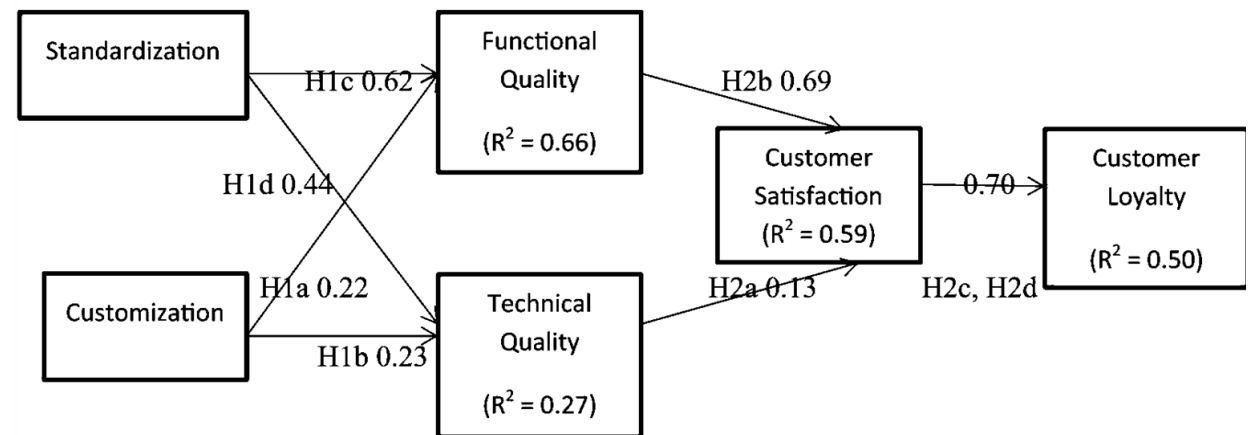 Standardization
H1c 0.62
Functional
Quality
(R² = 0.66)
H2b 0.69
H1d 0.44
Customer
Satisfaction
(R² = 0.59)
0.70
Customer
Loyalty
(R² = 0.50)
Customization
H1a 0.22
H1b 0.23
Technical
Quality
(R² = 0.27)
H2a 0.13
H2c, H2d